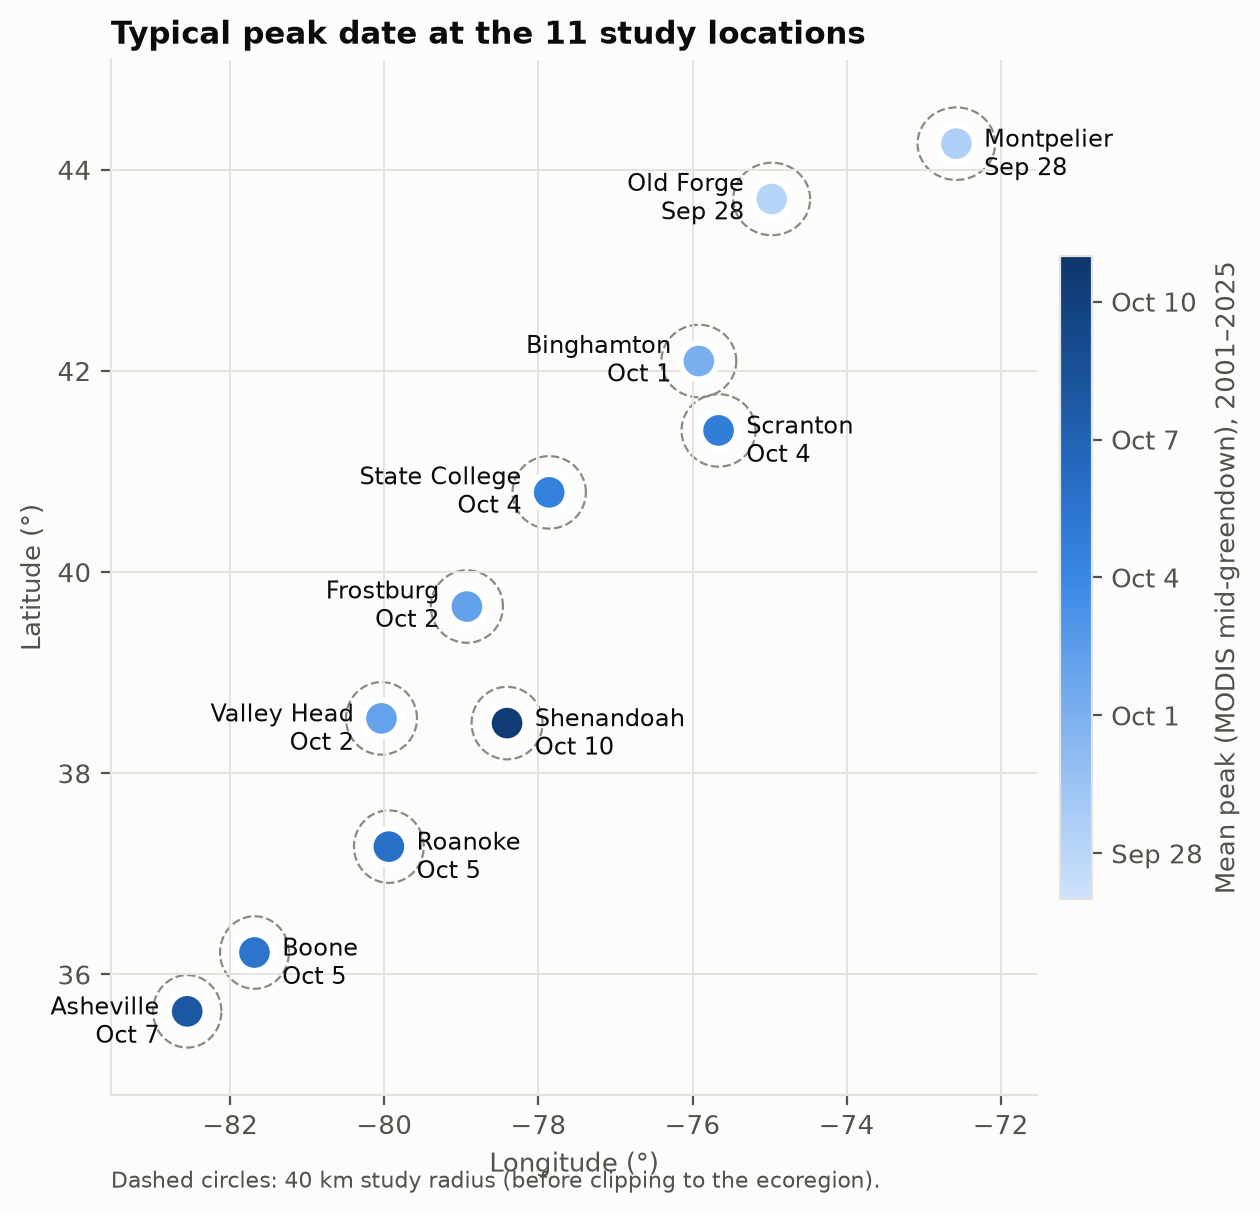 Typical peak date at the 11 study locations
Montpelier
Sep 28
Old Forge
Sep 28
Binghamton
Oct 1
Scranton
Oct 4
State College
Oct 4
Frostburg
Oct 2
Valley Head
Oct 2
Shenandoah
Oct 10
Roanoke
Oct 5
Boone
Oct 5
Asheville
Oct 7
44
42
40
38
36
Latitude (°)
−82
−80
−78
−76
−74
−72
Longitude (°)
Oct 10
Oct 7
Oct 4
Oct 1
Sep 28
Mean peak (MODIS mid-greendown), 2001–2025
Dashed circles: 40 km study radius (before clipping to the ecoregion).